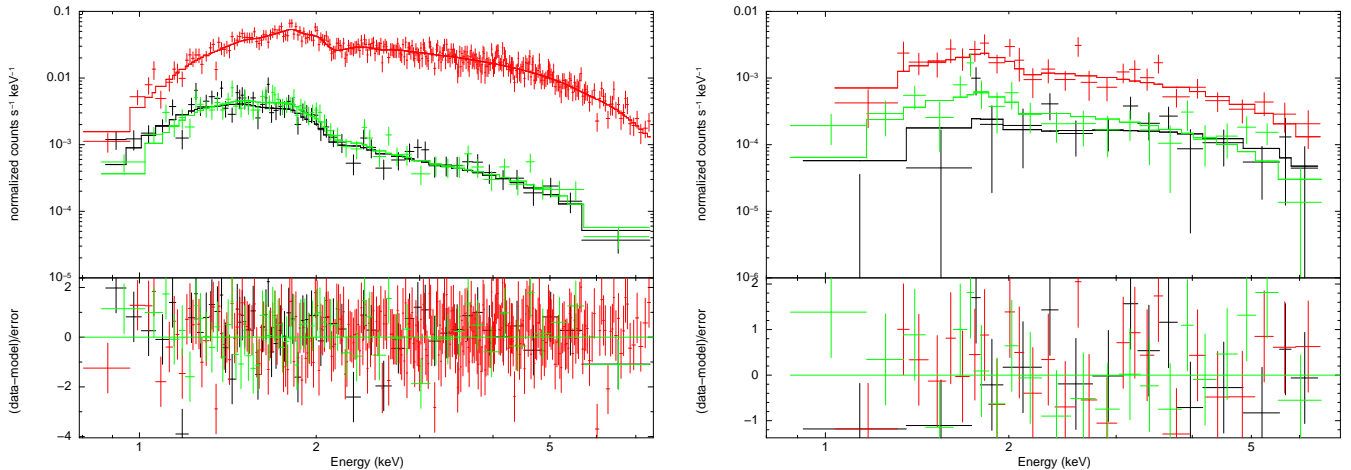 0.1
0.01
10⁻³
10⁻⁴
10⁻⁵
normalized counts s⁻¹ keV⁻¹
2
0
−2
−4
(data−model)/error
1 2 5
Energy (keV)
0.01
10⁻³
10⁻⁴
10⁻⁵
10⁻⁶
normalized counts s⁻¹ keV⁻¹
2
1
0
−1
(data−model)/error
1 2 5
Energy (keV)